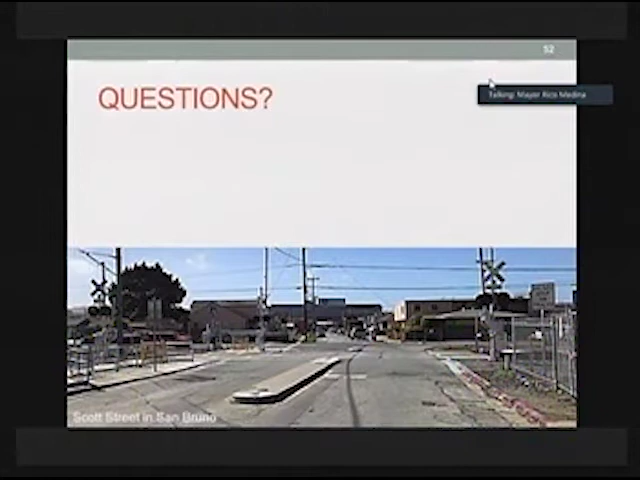 52
QUESTIONS?
Talking: Mayor Rico Medina
Scott Street in San Bruno